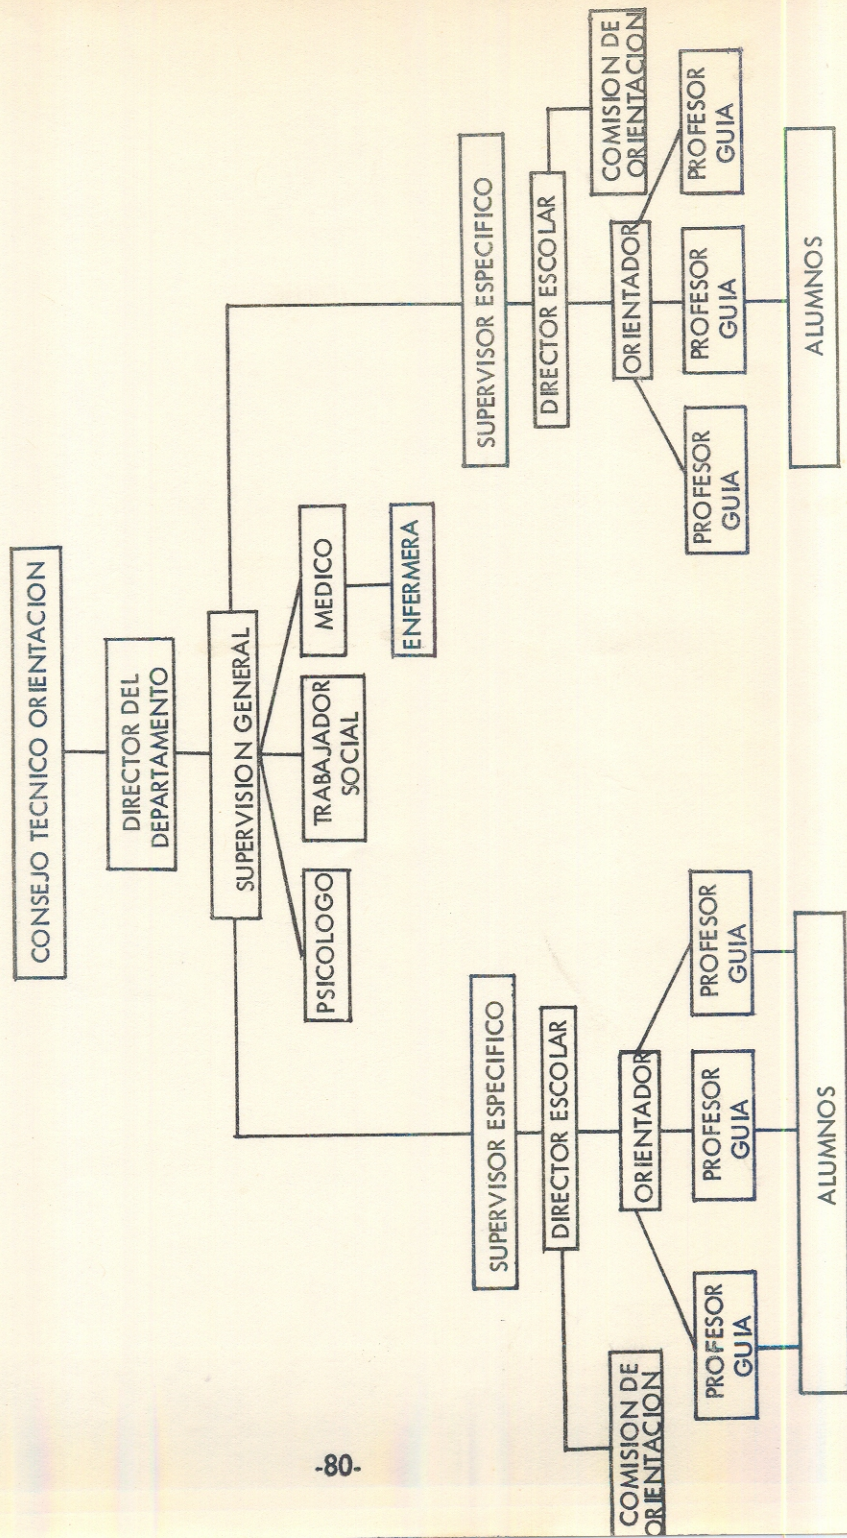 CONSEJO TECNICO ORIENTACION
DIRECTOR DEL
DEPARTAMENTO
SUPERVISION GENERAL
PSICOLOGO
TRABAJADOR
SOCIAL
MEDICO
ENFERMERA
SUPERVISOR ESPECIFICO
DIRECTOR ESCOLAR
COMISION DE
ORIENTACION
ORIENTADOR
PROFESOR
GUIA
PROFESOR
GUIA
PROFESOR
GUIA
ALUMNOS
SUPERVISOR ESPECIFICO
DIRECTOR ESCOLAR
COMISION DE
ORIENTACION
ORIENTADOR
PROFESOR
GUIA
PROFESOR
GUIA
PROFESOR
GUIA
ALUMNOS
-80-